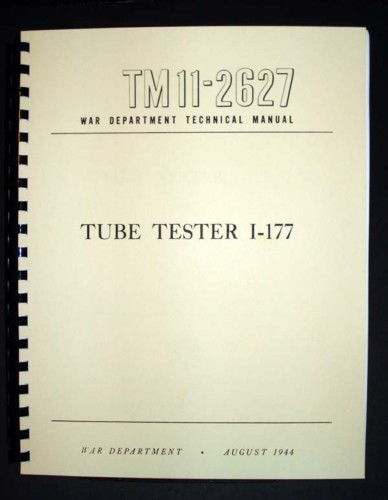 TM 11-2627
WAR DEPARTMENT TECHNICAL MANUAL
TUBE TESTER I-177
WAR DEPARTMENT • AUGUST 1944